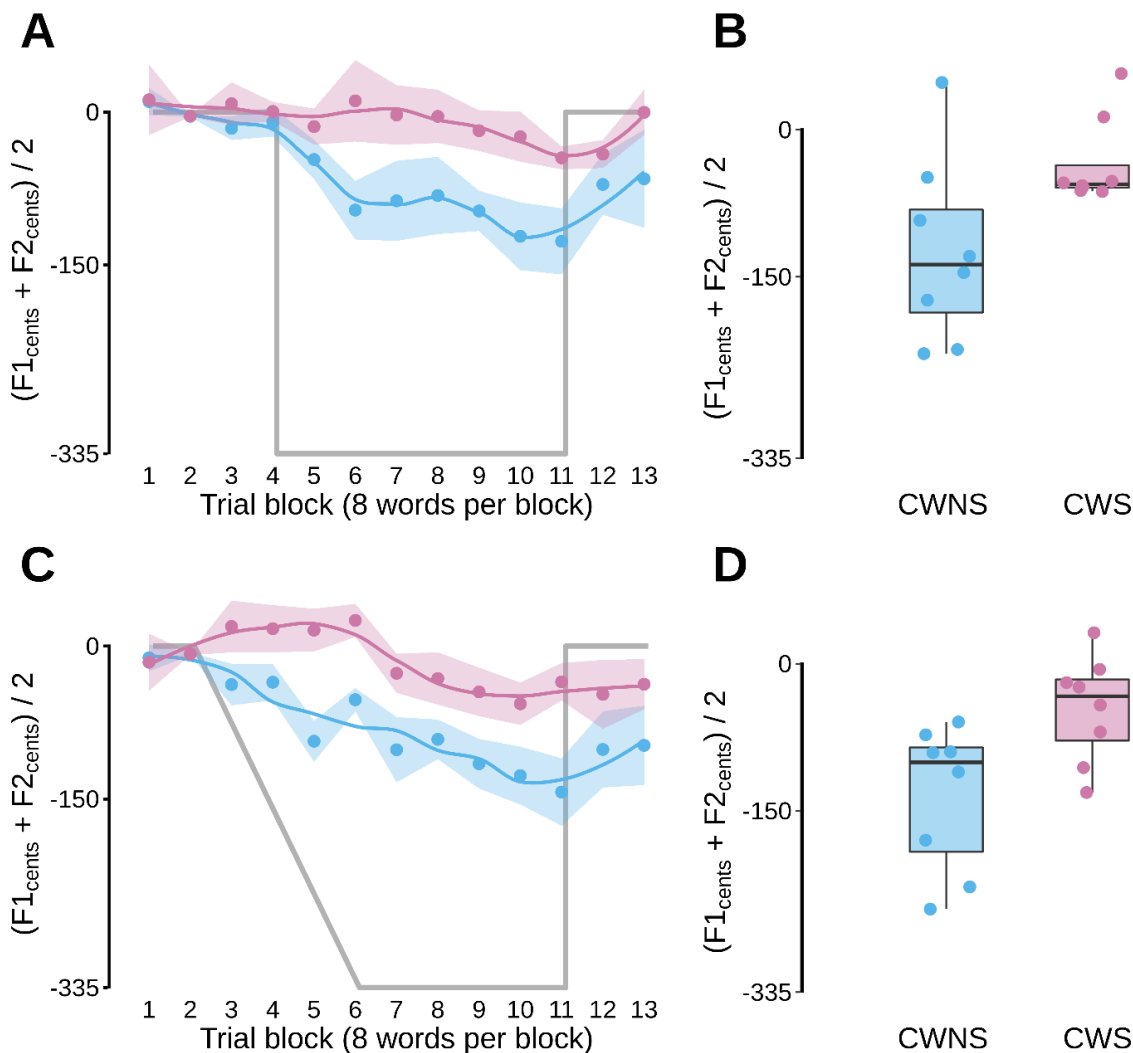 A
(F1cents + F2cents) / 2
0
-150
-335
1 2 3 4 5 6 7 8 9 10 11 12 13
Trial block (8 words per block)
B
(F1cents + F2cents) / 2
0
-150
-335
CWNS CWS
C
(F1cents + F2cents) / 2
0
-150
-335
1 2 3 4 5 6 7 8 9 10 11 12 13
Trial block (8 words per block)
D
(F1cents + F2cents) / 2
0
-150
-335
CWNS CWS